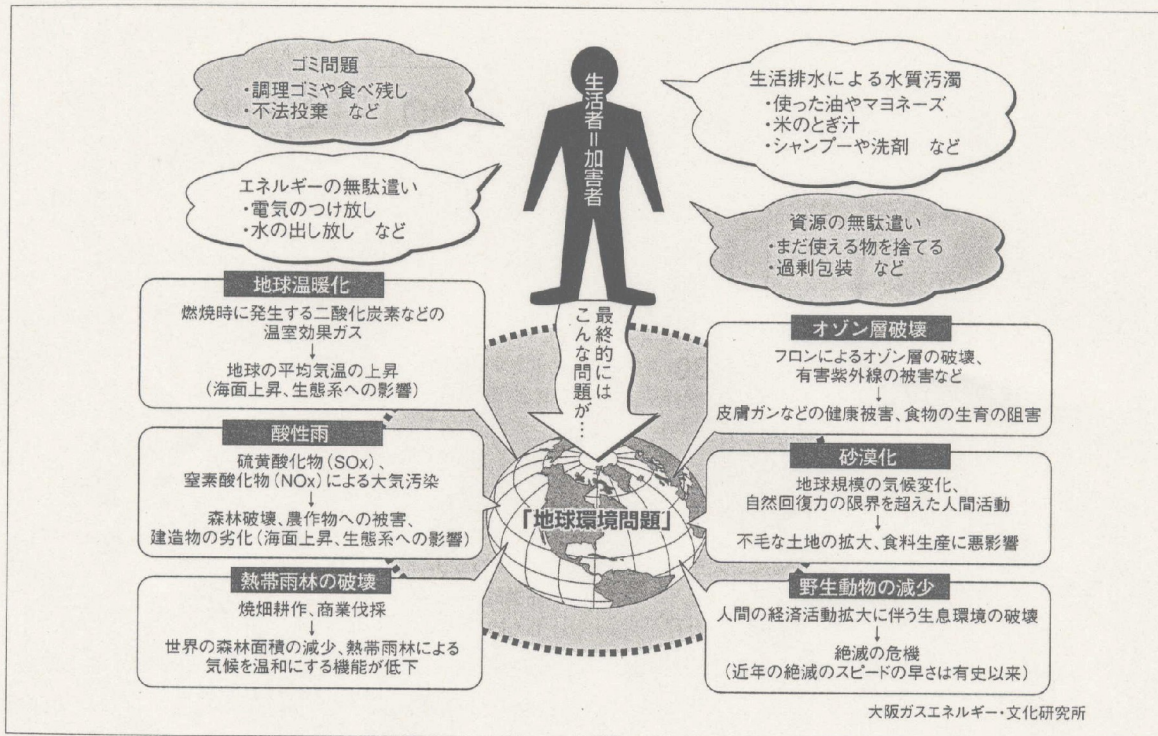 ゴミ問題
・調理ゴミや食べ残し
・不法投棄 など
エネルギーの無駄遣い
・電気のつけ放し
・水の出し放し など
生活者=加害者
生活排水による水質汚濁
・使った油やマヨネーズ
・米のとぎ汁
・シャンプーや洗剤 など
資源の無駄遣い
・まだ使える物を捨てる
・過剰包装 など
最終的には
こんな問題が…
「地球環境問題」
地球温暖化
燃焼時に発生する二酸化炭素などの
温室効果ガス
↓
地球の平均気温の上昇
(海面上昇、生態系への影響)
酸性雨
硫黄酸化物(SOx)、
窒素酸化物(NOx)による大気汚染
↓
森林破壊、農作物への被害、
建造物の劣化(海面上昇、生態系への影響)
熱帯雨林の破壊
焼畑耕作、商業伐採
↓
世界の森林面積の減少、熱帯雨林による
気候を温和にする機能が低下
オゾン層破壊
フロンによるオゾン層の破壊、
有害紫外線の被害など
↓
皮膚ガンなどの健康被害、食物の生育の阻害
砂漠化
地球規模の気候変化、
自然回復力の限界を超えた人間活動
↓
不毛な土地の拡大、食料生産に悪影響
野生動物の減少
人間の経済活動拡大に伴う生息環境の破壊
↓
絶滅の危機
(近年の絶滅のスピードの早さは有史以来)
大阪ガスエネルギー・文化研究所